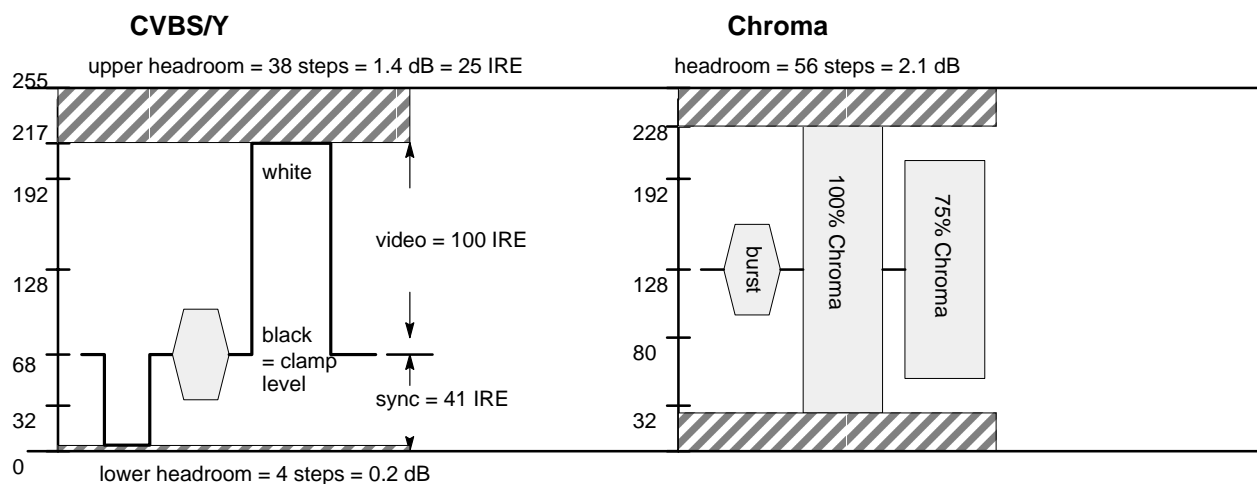 CVBS/Y
upper headroom = 38 steps = 1.4 dB = 25 IRE
255
217
192
128
68
32
0
white
video = 100 IRE
black
= clamp
level
sync = 41 IRE
lower headroom = 4 steps = 0.2 dB
Chroma
headroom = 56 steps = 2.1 dB
228
192
128
80
32
burst
100% Chroma
75% Chroma